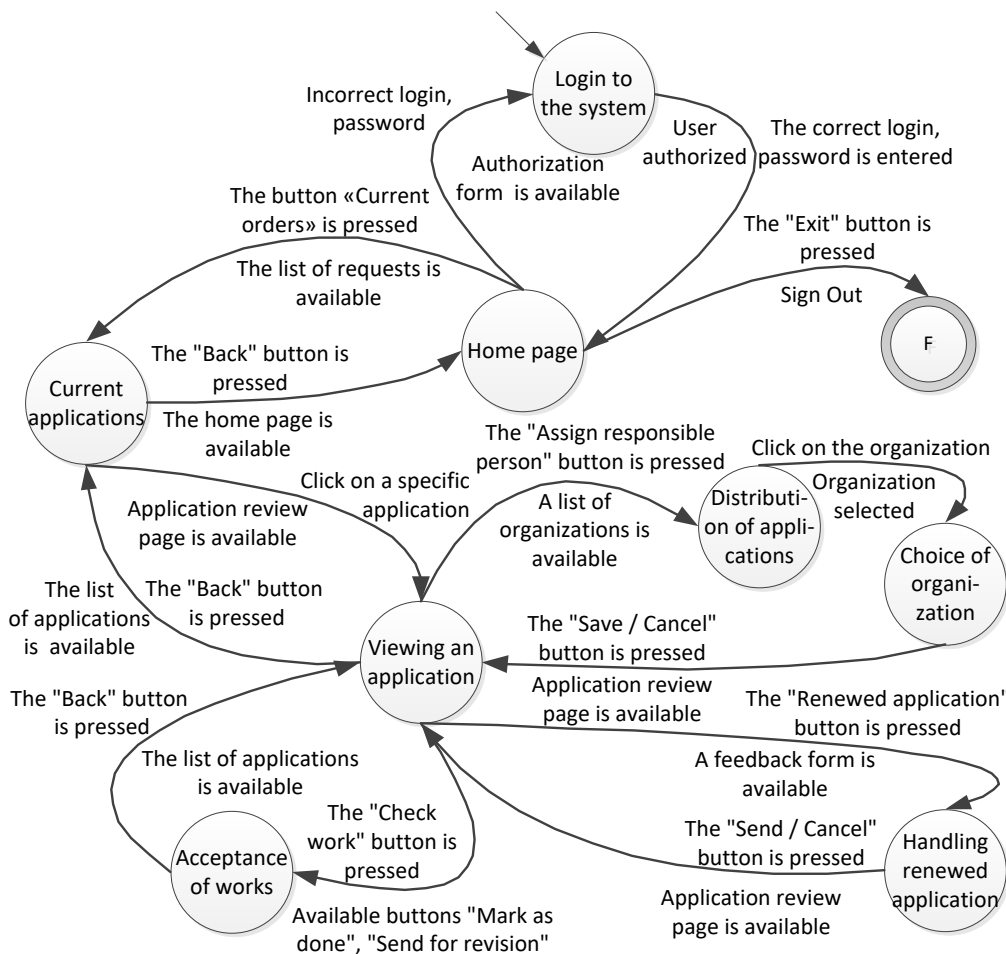 Login to
the system
Incorrect login,
password
User
authorized
The correct login,
password is entered
Authorization
form  is available
The button «Current
orders» is pressed
The "Exit" button is
pressed
The list of requests is
available
Sign Out
Home page
F
The "Back" button is
pressed
Current
applications
The home page is
available
The "Assign responsible
person" button is pressed
Click on the organization
Click on a specific
application
Organization
selected
Application review
page is available
A list of
organizations is
available
Distributi-
on of appli-
cations
Choice of
organi-
zation
The list
of applications
is  available
The "Back" button
is pressed
The "Save / Cancel"
button is pressed
Viewing an
application
Application review
page is available
The "Back" button
is pressed
The "Renewed application'
button is pressed
The list of applications
is available
A feedback form is
available
The "Check
work" button is
pressed
The "Send / Cancel"
button is pressed
Acceptance
of works
Handling
renewed
application
Application review
page is available
Available buttons "Mark as
done", "Send for revision"